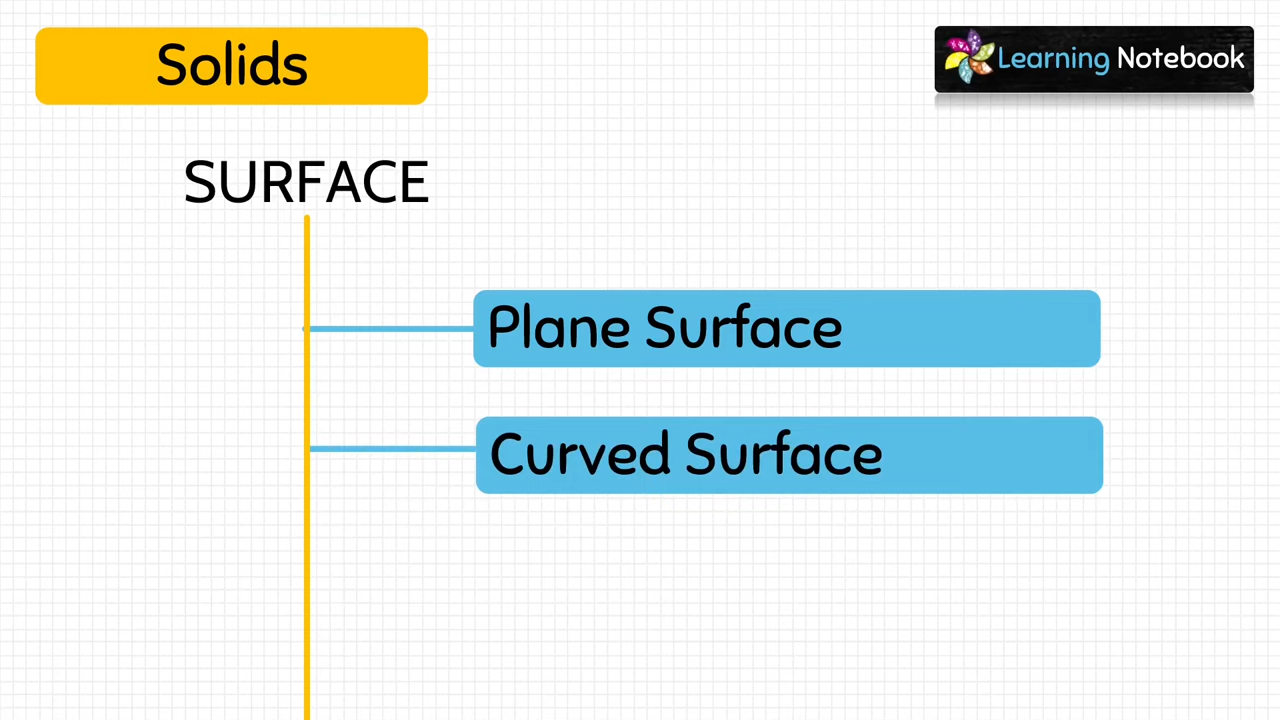 Solids
Learning Notebook
SURFACE
Plane Surface
Curved Surface